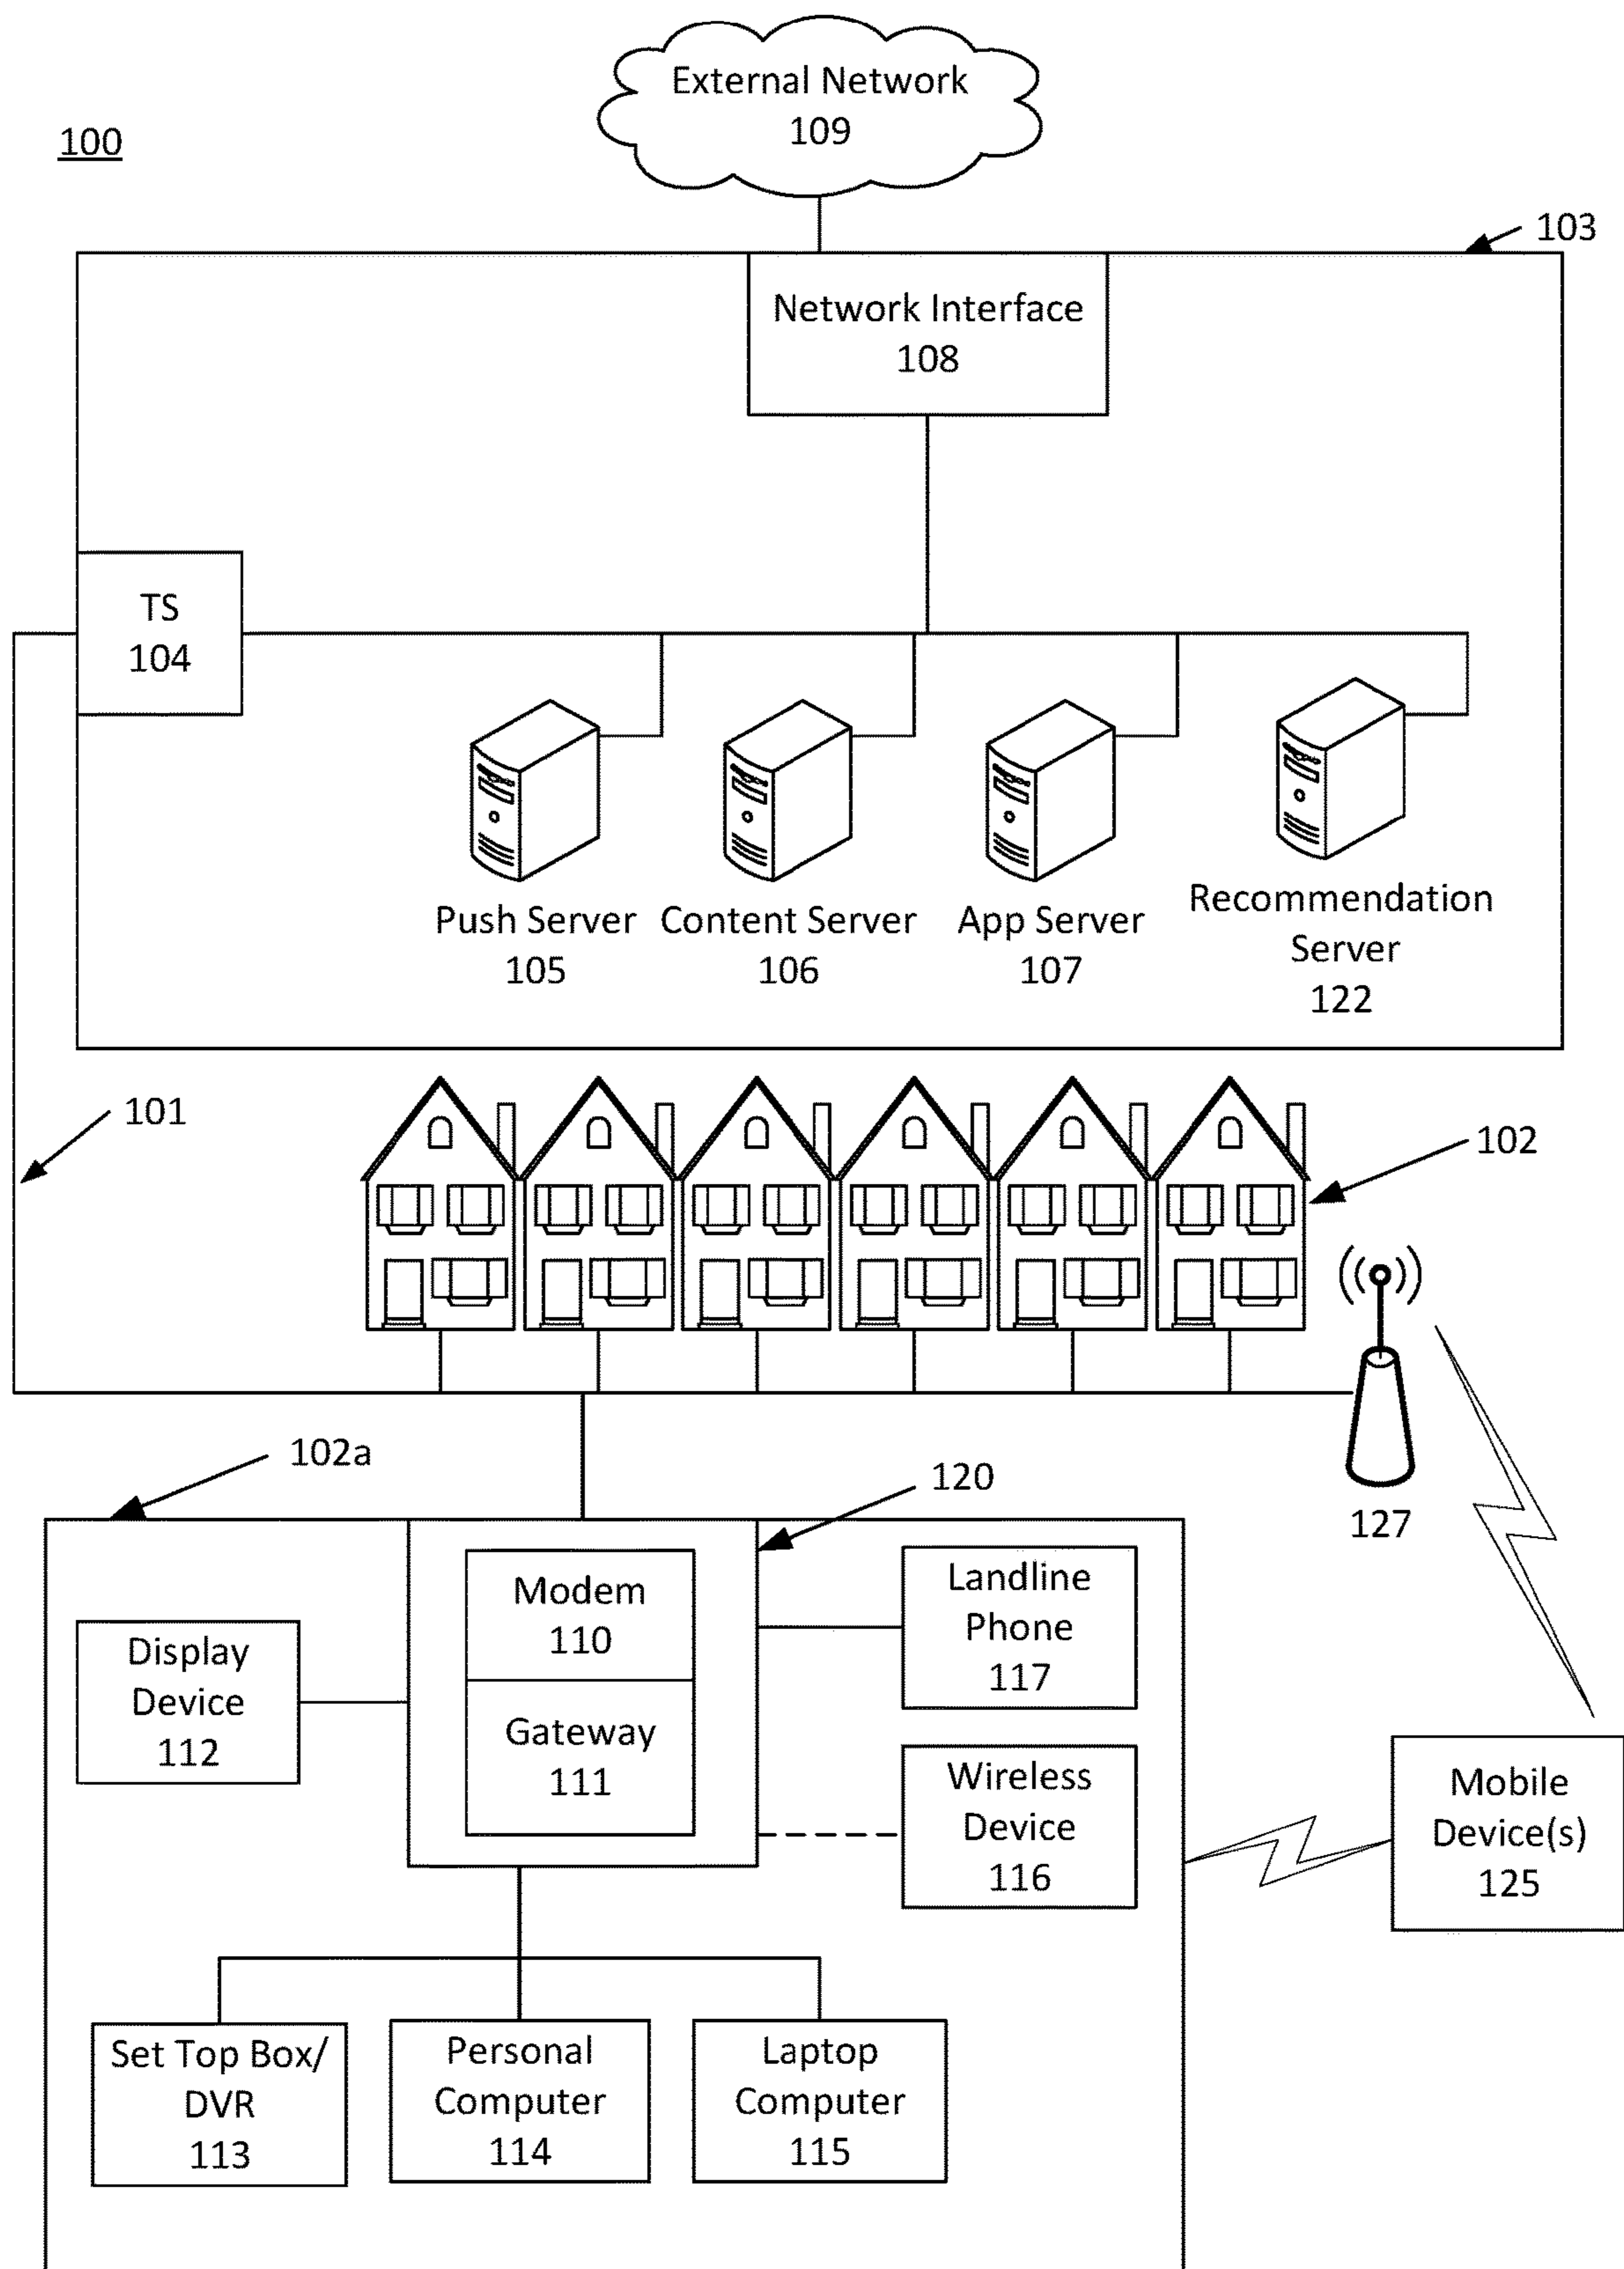 External Network
109
100
103
Network Interface
108
TS
104
Push Server
105
Content Server
106
App Server
107
Recommendation
Server
122
101
102
127
102a
120
Modem
110
Gateway
111
Display
Device
112
Landline
Phone
117
Wireless
Device
116
Mobile
Device(s)
125
Set Top Box/
DVR
113
Personal
Computer
114
Laptop
Computer
115